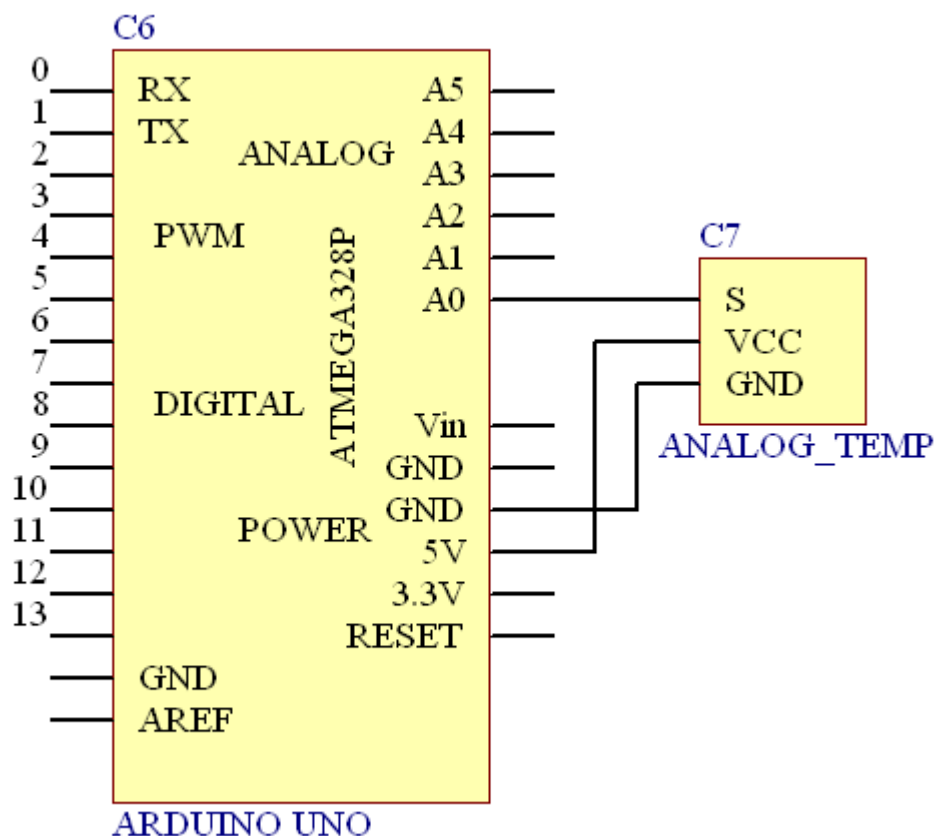 C6
0
RX
A5
1
TX
A4
2
ANALOG
A3
3
A2
4
PWM
A1
5
A0
6
7
8
DIGITAL
ATMEGA328P
Vin
9
GND
10
GND
11
POWER
5V
12
3.3V
13
RESET
GND
AREF
ARDUINO UNO
C7
S
VCC
GND
ANALOG_TEMP